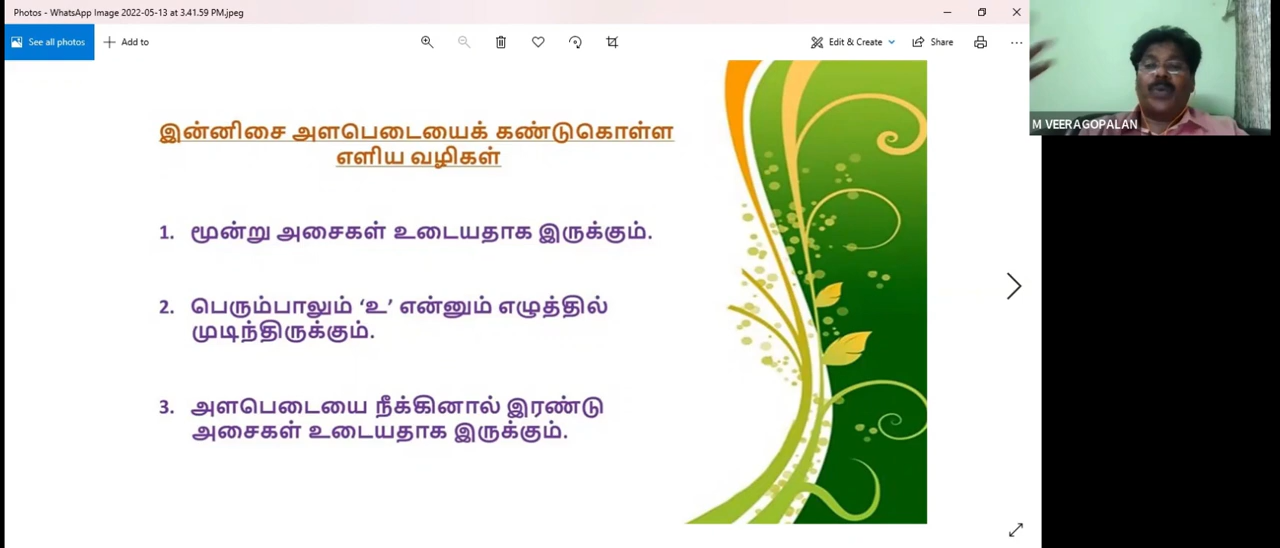 Photos - WhatsApp Image 2022-05-13 at 3.41.59 PM.jpeg
See all photos
Add to
Edit & Create
Share
M VEERAGOPALAN
இன்னிசை அளபெடையைக் கண்டுகொள்ள
எளிய வழிகள்
1. மூன்று அசைகள் உடையதாக இருக்கும்.
2. பெரும்பாலும் ‘உ’ என்னும் எழுத்தில்
முடிந்திருக்கும்.
3. அளபெடையை நீக்கினால் இரண்டு
அசைகள் உடையதாக இருக்கும்.